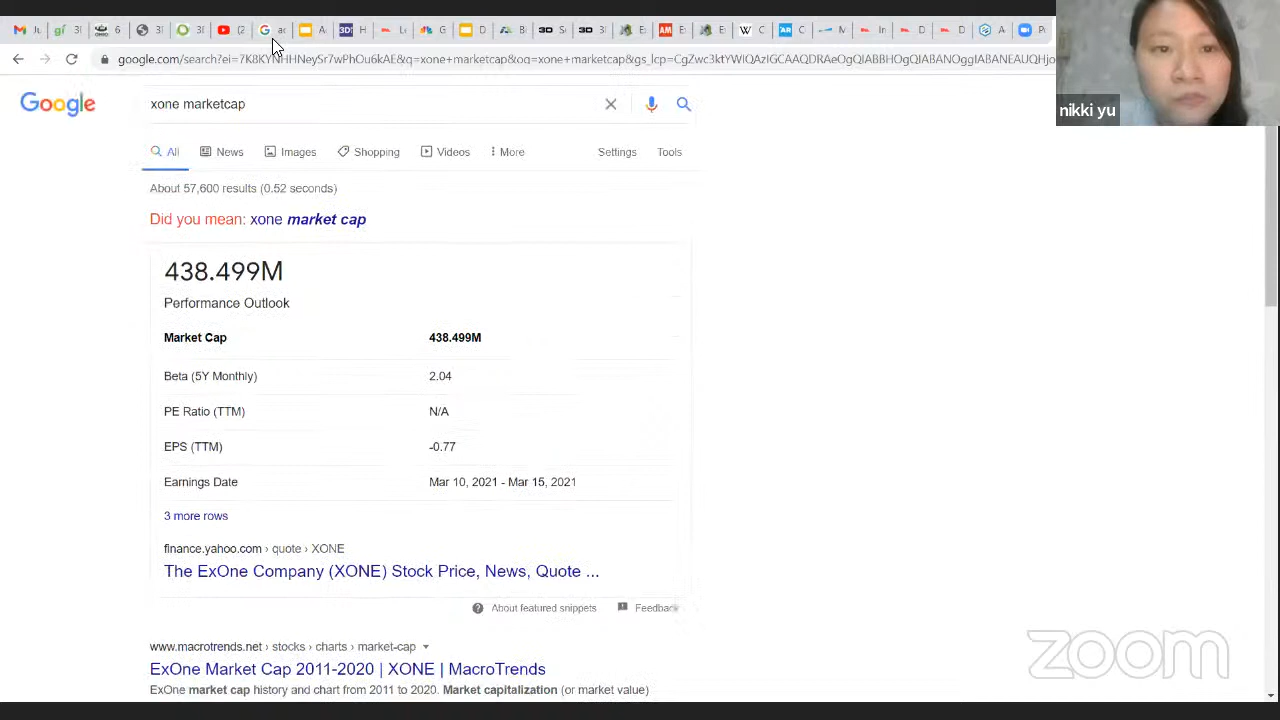 google.com/search?ei=7K8KYNHHNeySr7wPhOu6kAE&q=xone+marketcap&oq=xone+marketcap&gs_lcp=
nikki yu
Google
xone marketcap
All News Images Shopping Videos More Settings Tools
About 57,600 results (0.52 seconds)
Did you mean: xone market cap
438.499M
Performance Outlook
Market Cap 438.499M
Beta (5Y Monthly) 2.04
PE Ratio (TTM) N/A
EPS (TTM) -0.77
Earnings Date Mar 10, 2021 - Mar 15, 2021
3 more rows
finance.yahoo.com › quote › XONE
The ExOne Company (XONE) Stock Price, News, Quote ...
About featured snippets Feedback
www.macrotrends.net › stocks › charts › market-cap
zoom
ExOne Market Cap 2011-2020 | XONE | MacroTrends
ExOne market cap history and chart from 2011 to 2020. Market capitalization (or market value)